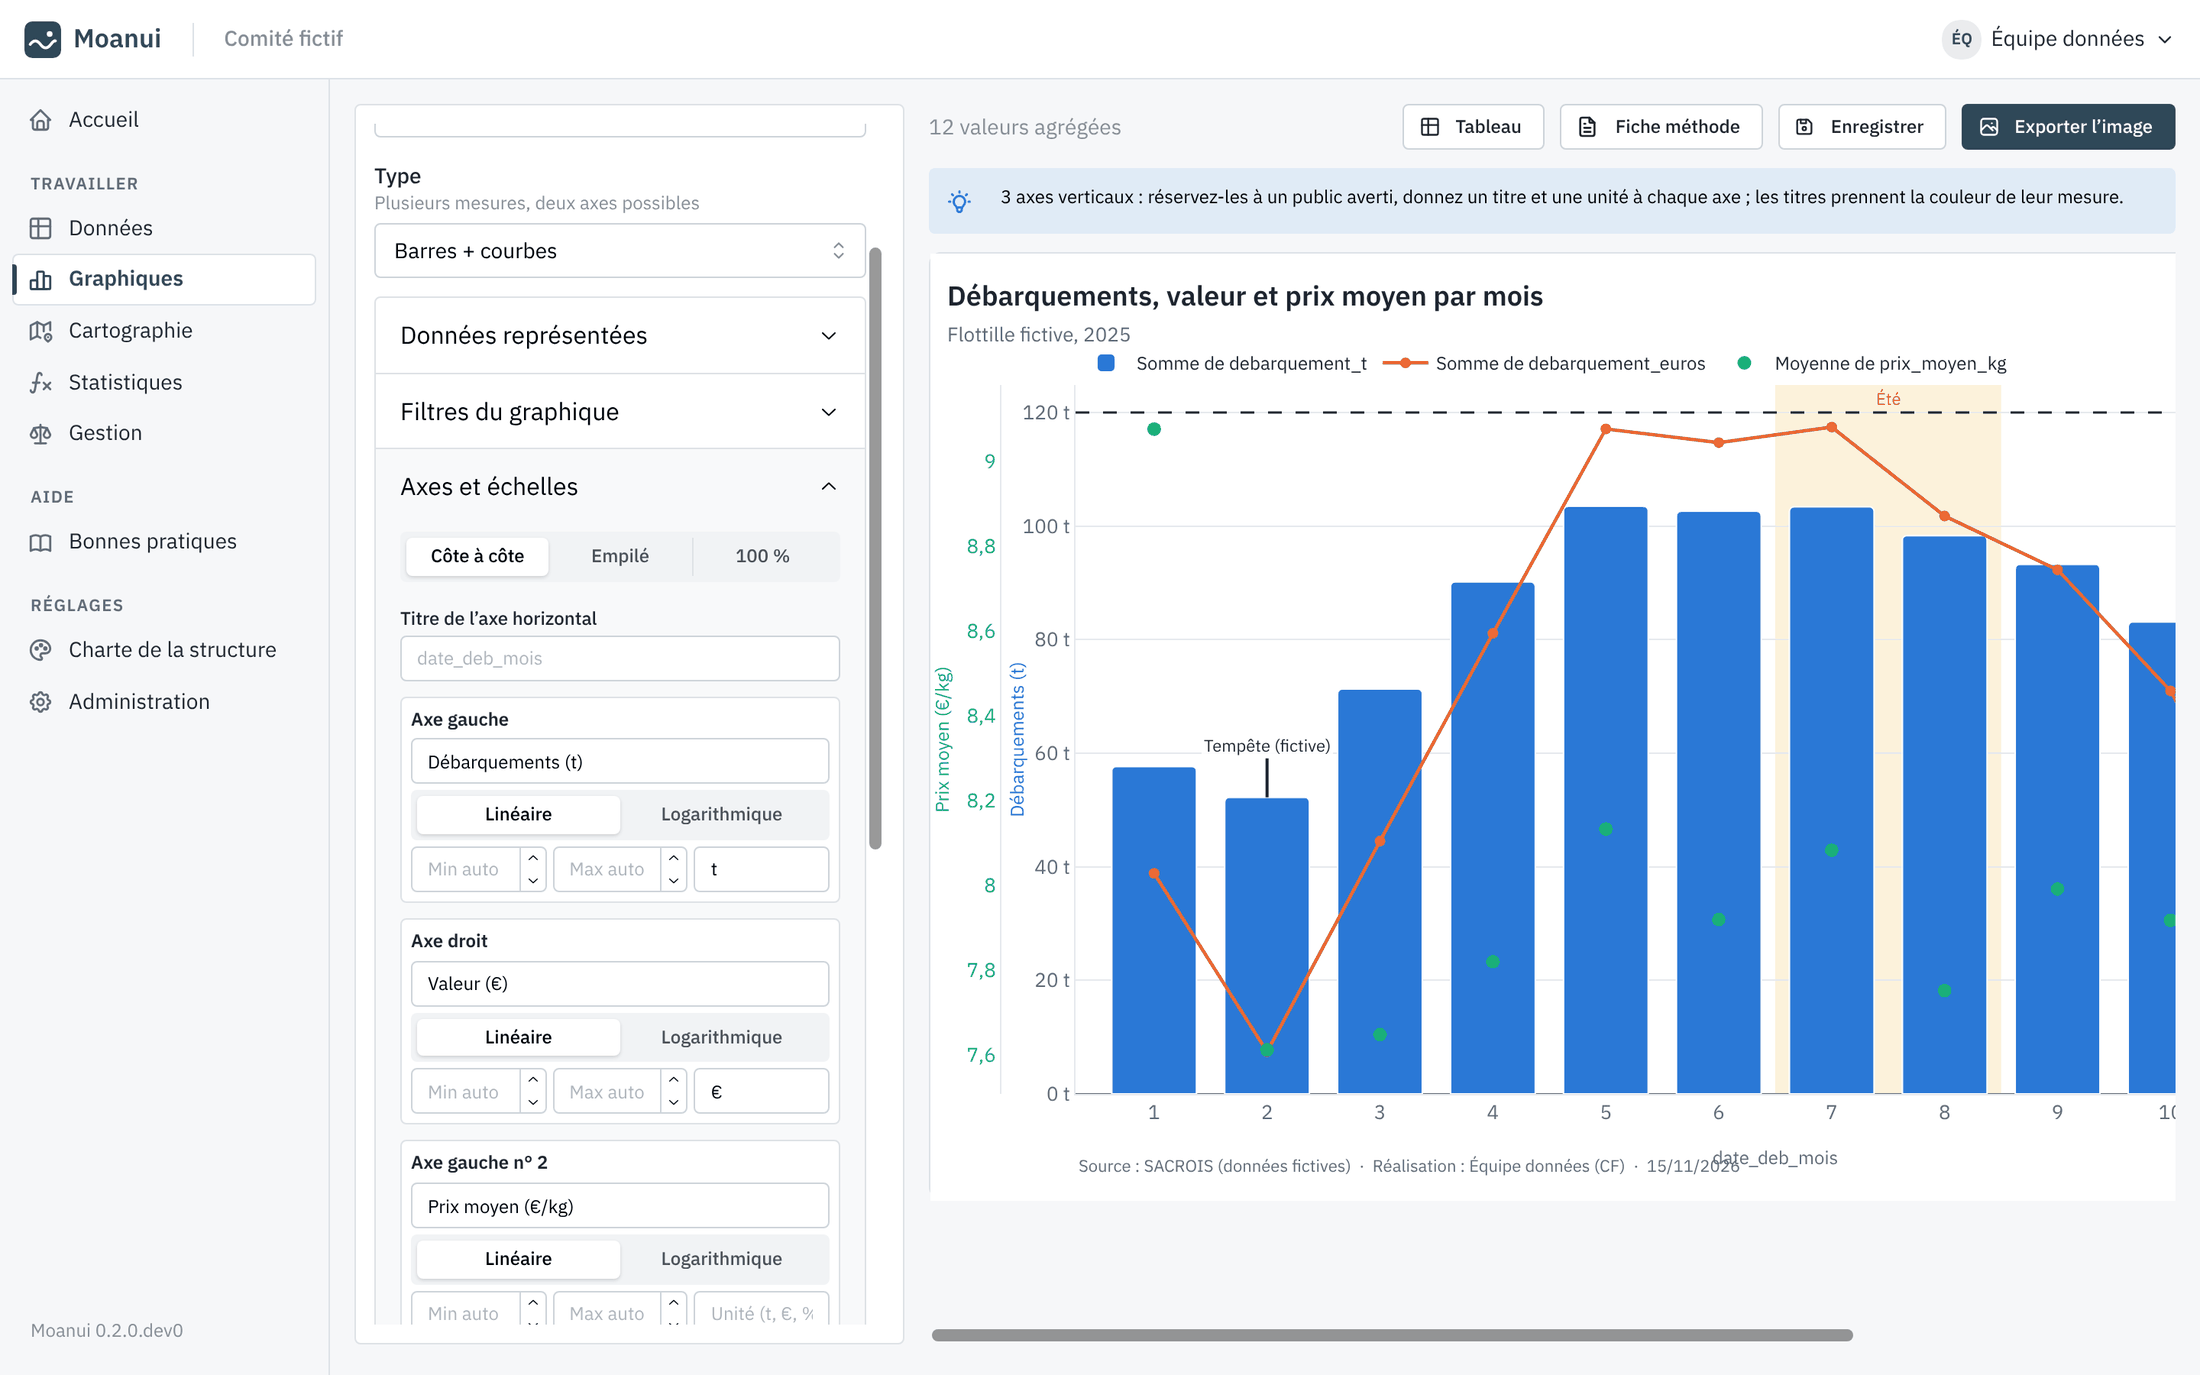 Moanui
Comité fictif
ÉQ Équipe données
Accueil
TRAVAILLER
Données
Graphiques
Cartographie
Statistiques
Gestion
AIDE
Bonnes pratiques
RÉGLAGES
Charte de la structure
Administration
Moanui 0.2.0.dev0
Type
Plusieurs mesures, deux axes possibles
Barres + courbes
Données représentées
Filtres du graphique
Axes et échelles
Côte à côte Empilé 100 %
Titre de l’axe horizontal
date_deb_mois
Axe gauche
Débarquements (t)
Linéaire Logarithmique
Min auto Max auto t
Axe droit
Valeur (€)
Linéaire Logarithmique
Min auto Max auto €
Axe gauche n° 2
Prix moyen (€/kg)
Linéaire Logarithmique
Min auto Max auto Unité (t, €, %
12 valeurs agrégées
Tableau Fiche méthode Enregistrer Exporter l’image
3 axes verticaux : réservez-les à un public averti, donnez un titre et une unité à chaque axe ; les titres prennent la couleur de leur mesure.
Débarquements, valeur et prix moyen par mois
Flottille fictive, 2025
Somme de debarquement_t Somme de debarquement_euros Moyenne de prix_moyen_kg
Prix moyen (€/kg)
9
8,8
8,6
8,4
8,2
8
7,8
7,6
Débarquements (t)
120 t
100 t
80 t
60 t
40 t
20 t
0 t
Été
Tempête (fictive)
1 2 3 4 5 6 7 8 9 10
date_deb_mois
Source : SACROIS (données fictives) · Réalisation : Équipe données (CF) · 15/11/2026